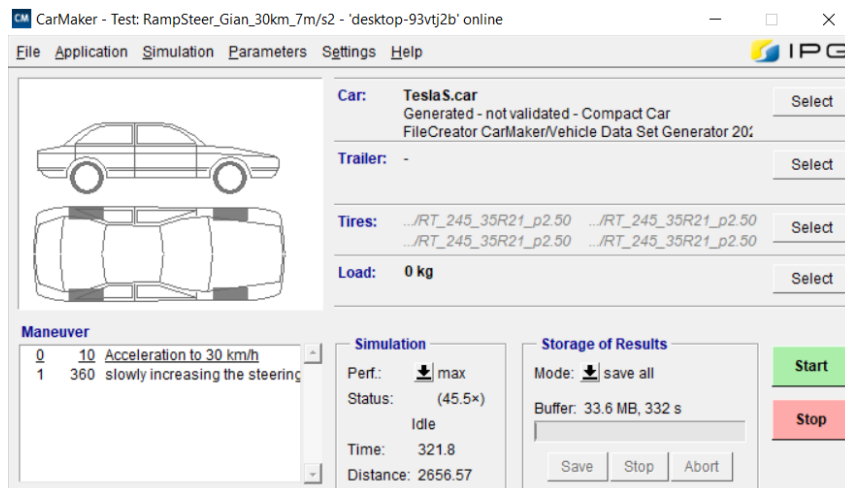 CM CarMaker - Test: RampSteer_Gian_30km_7m/s2 - 'desktop-93vtj2b' online
File Application Simulation Parameters Settings Help
IPG
Car: TeslaS.car Select
Generated - not validated - Compact Car
FileCreator CarMaker/Vehicle Data Set Generator 202
Trailer: - Select
Tires: .../RT_245_35R21_p2.50 .../RT_245_35R21_p2.50 Select
.../RT_245_35R21_p2.50 .../RT_245_35R21_p2.50
Load: 0 kg Select
Maneuver
0 10 Acceleration to 30 km/h
1 360 slowly increasing the steering
Simulation
Perf.: max
Status: (45.5×)
Idle
Time: 321.8
Distance: 2656.57
Storage of Results
Mode: save all
Buffer: 33.6 MB, 332 s
Save Stop Abort
Start
Stop